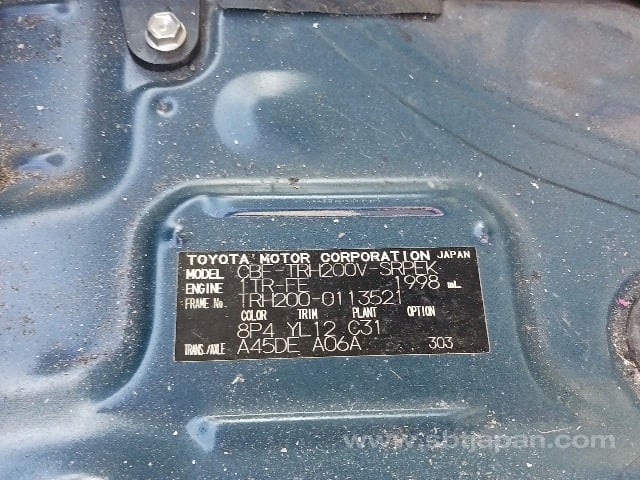 TOYOTA MOTOR CORPORATION JAPAN
MODEL CBF-TRH200V-SRPEK
ENGINE 1TR-FE 1998 mL
FRAME No. TRH200-0113521
COLOR TRIM PLANT OPTION
8P4 YL12 C31
TRANS./AXLE A45DE A06A 303
www.sbtjapan.com